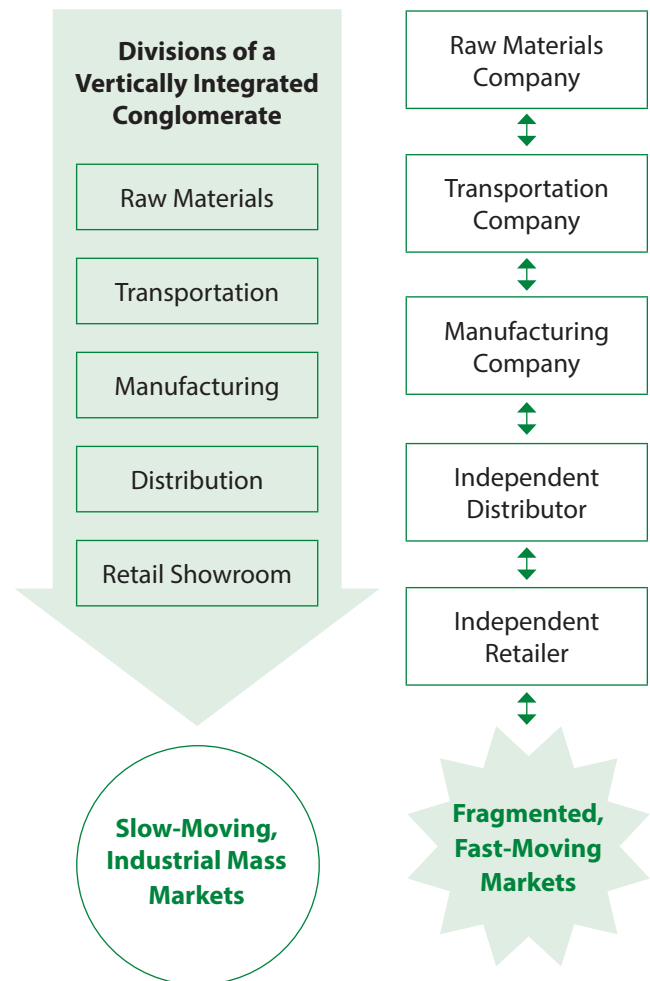 Divisions of a
Vertically Integrated
Conglomerate
Raw Materials
Transportation
Manufacturing
Distribution
Retail Showroom
Slow-Moving,
Industrial Mass
Markets
Raw Materials
Company
Transportation
Company
Manufacturing
Company
Independent
Distributor
Independent
Retailer
Fragmented,
Fast-Moving
Markets